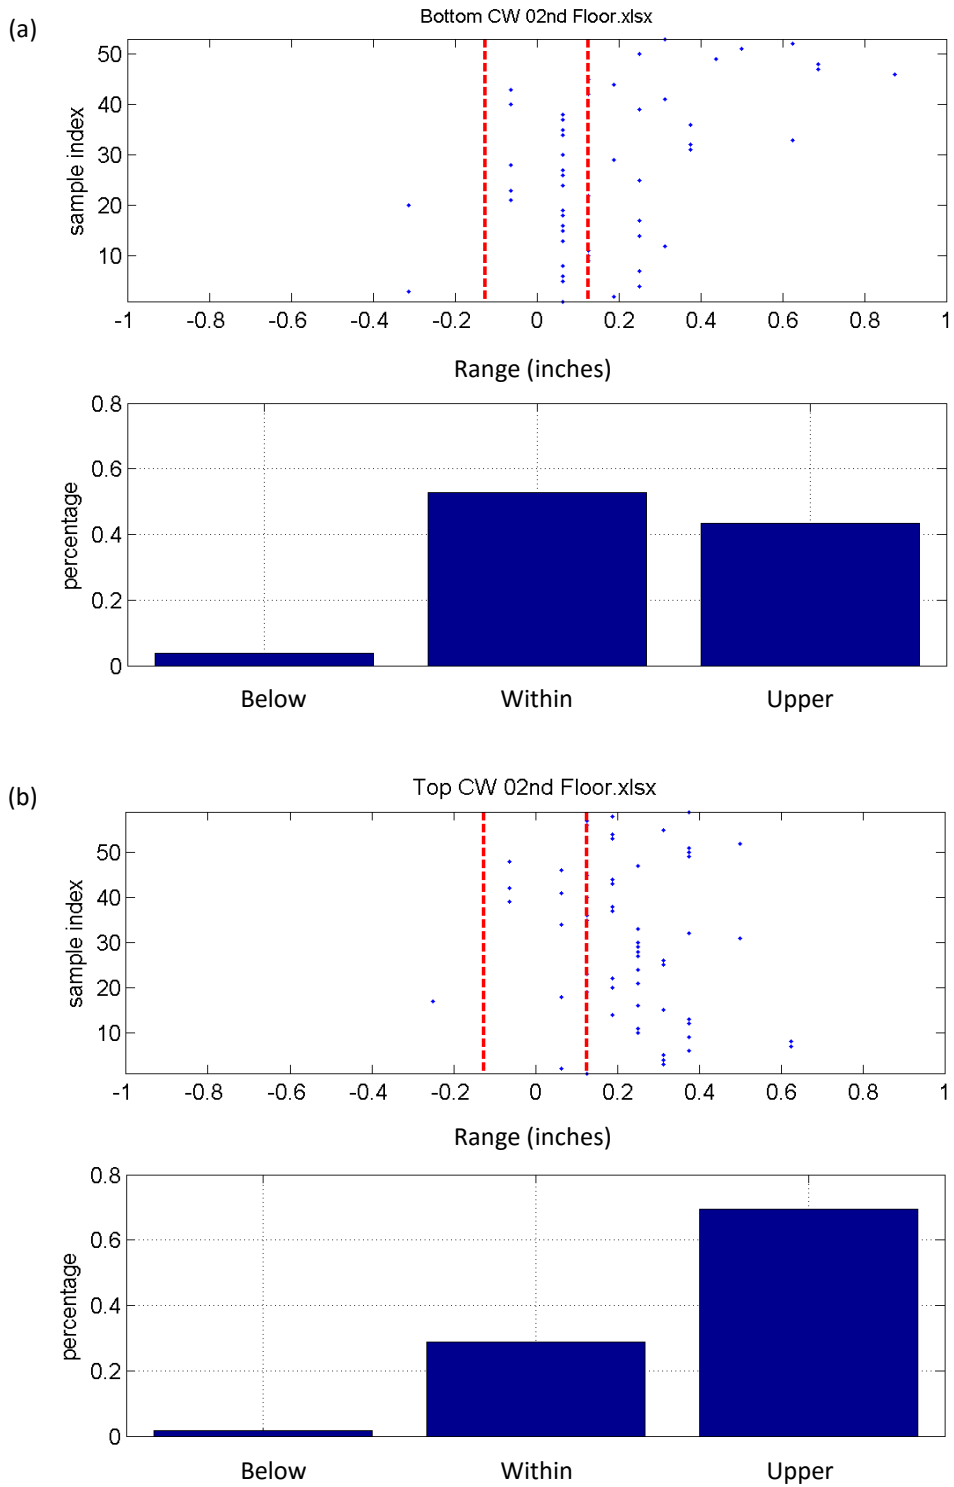 (a)
Bottom CW 02nd Floor.xlsx
50
40
30
20
10
sample index
-1 -0.8 -0.6 -0.4 -0.2 0 0.2 0.4 0.6 0.8 1
Range (inches)
0.8
0.6
0.4
0.2
0
percentage
Below Within Upper
(b)
Top CW 02nd Floor.xlsx
50
40
30
20
10
sample index
-1 -0.8 -0.6 -0.4 -0.2 0 0.2 0.4 0.6 0.8 1
Range (inches)
0.8
0.6
0.4
0.2
0
percentage
Below Within Upper